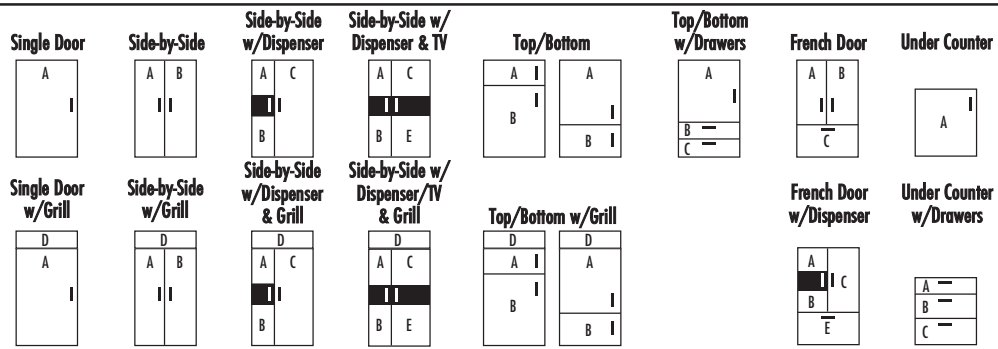 Single Door
A
Side-by-Side
A B
Side-by-Side
w/Dispenser
A C
B
Side-by-Side w/
Dispenser & TV
A C
B E
Top/Bottom
A A
B
B
Top/Bottom
w/Drawers
A
B
C
French Door
A B
C
Under Counter
A
Single Door
w/Grill
D
A
Side-by-Side
w/Grill
D
A B
Side-by-Side
w/Dispenser
& Grill
D
A C
B
Side-by-Side w/
Dispenser/TV
& Grill
D
A C
B E
Top/Bottom w/Grill
D D
A A
B
B
French Door
w/Dispenser
A
C
B
E
Under Counter
w/Drawers
A
B
C